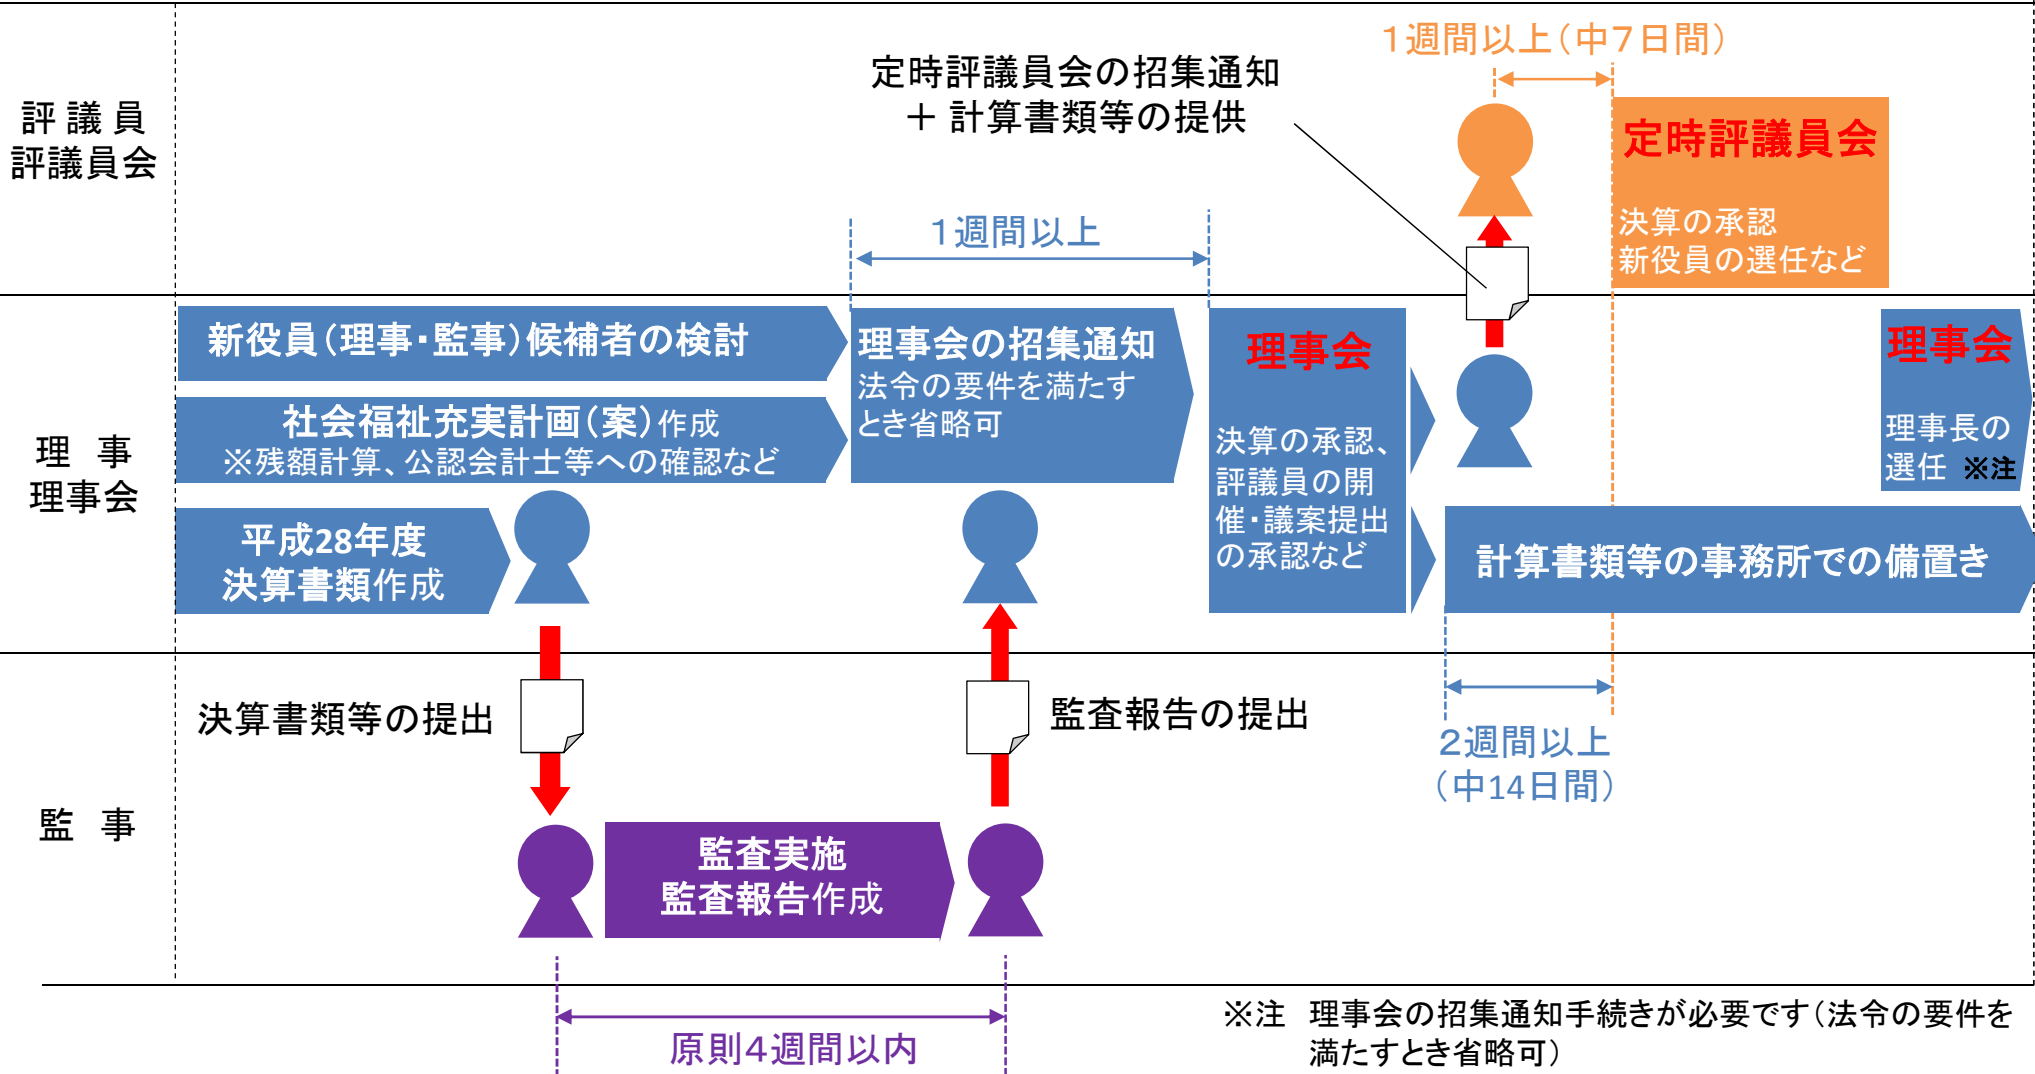 評議員
評議員会
定時評議員会の招集通知
＋ 計算書類等の提供
1週間以上（中7日間）
定時評議員会
決算の承認
新役員の選任など
1週間以上
理 事
理事会
新役員（理事・監事）候補者の検討
社会福祉充実計画（案）作成
※残額計算、公認会計士等への確認など
平成28年度
決算書類作成
理事会の招集通知
法令の要件を満たす
とき省略可
理事会
決算の承認、
評議員の開
催・議案提出
の承認など
理事会
理事長の
選任 ※注
計算書類等の事務所での備置き
監 事
決算書類等の提出
監査報告の提出
2週間以上
（中14日間）
監査実施
監査報告作成
原則4週間以内
※注 理事会の招集通知手続きが必要です（法令の要件を
満たすとき省略可）